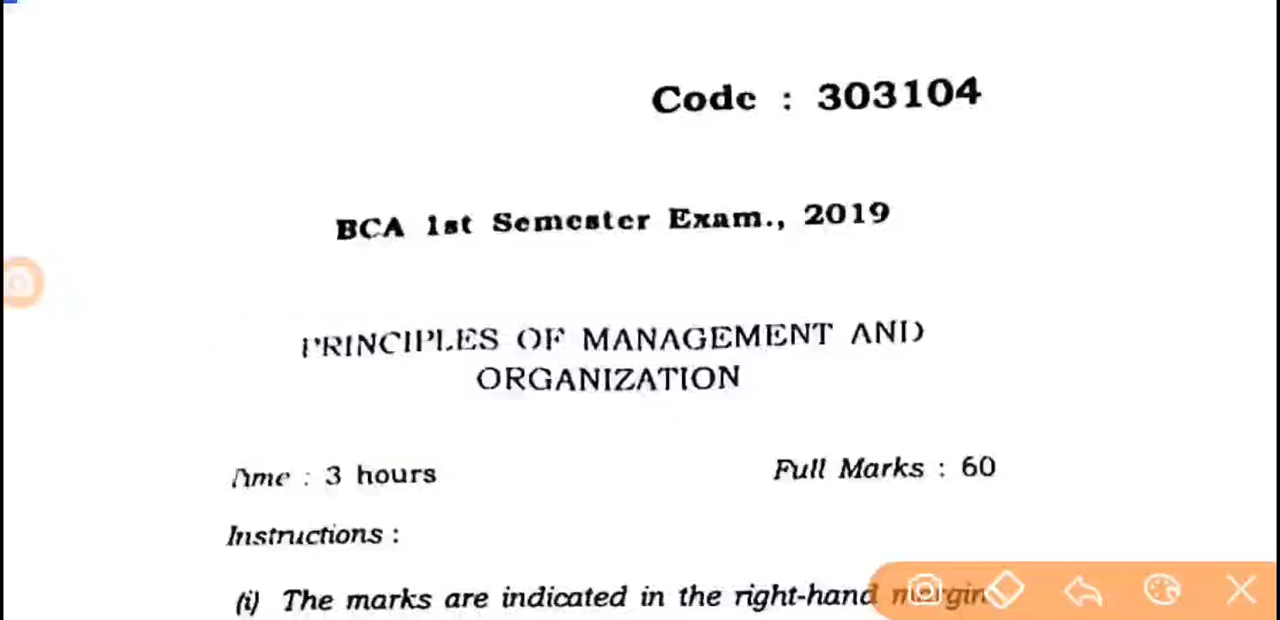 Code : 303104
BCA 1st Semester Exam., 2019
PRINCIPLES OF MANAGEMENT AND
ORGANIZATION
Time : 3 hours
Full Marks : 60
Instructions :
(i) The marks are indicated in the right-hand margin